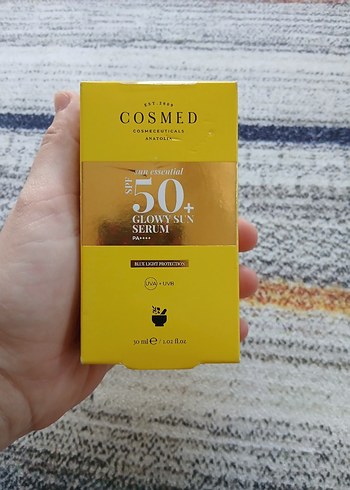 EST. 2009
COSMED
COSMECEUTICALS
ANATOLIA
sun essential
SPF
50+
GLOWY SUN
SERUM
PA++++
BLUE LIGHT PROTECTION
UVA + UVB
30 ml ℮ / 1.02 fl.oz